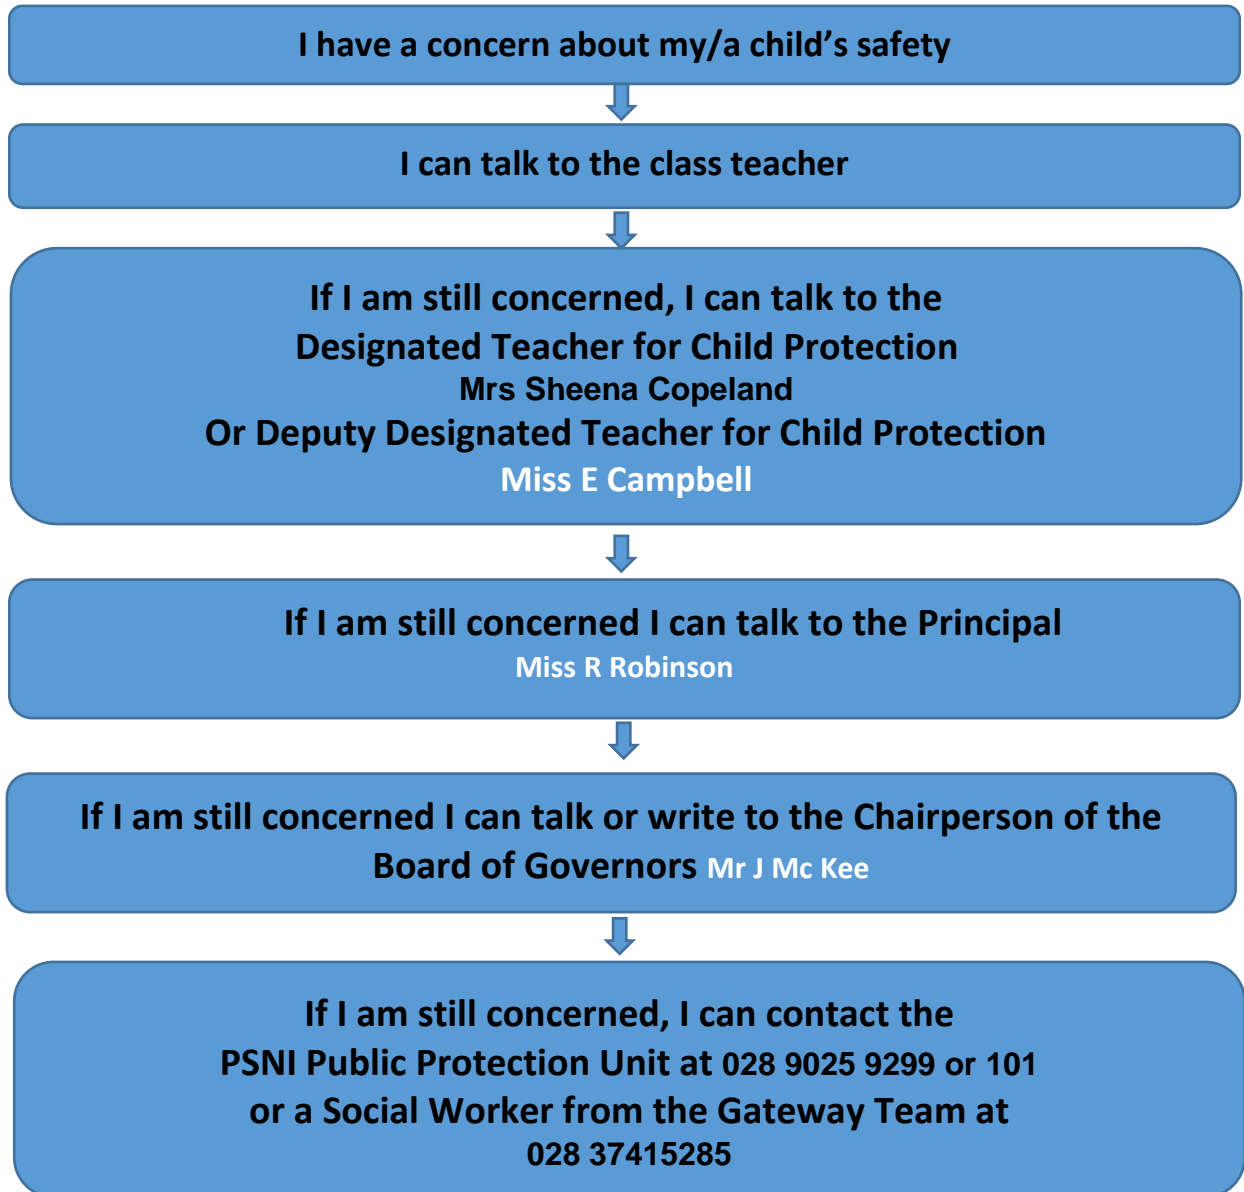 I have a concern about my/a child’s safety
I can talk to the class teacher
If I am still concerned, I can talk to the
Designated Teacher for Child Protection
Mrs Sheena Copeland
Or Deputy Designated Teacher for Child Protection
Miss E Campbell
If I am still concerned I can talk to the Principal
Miss R Robinson
If I am still concerned I can talk or write to the Chairperson of the
Board of Governors Mr J Mc Kee
If I am still concerned, I can contact the
PSNI Public Protection Unit at 028 9025 9299 or 101
or a Social Worker from the Gateway Team at
028 37415285